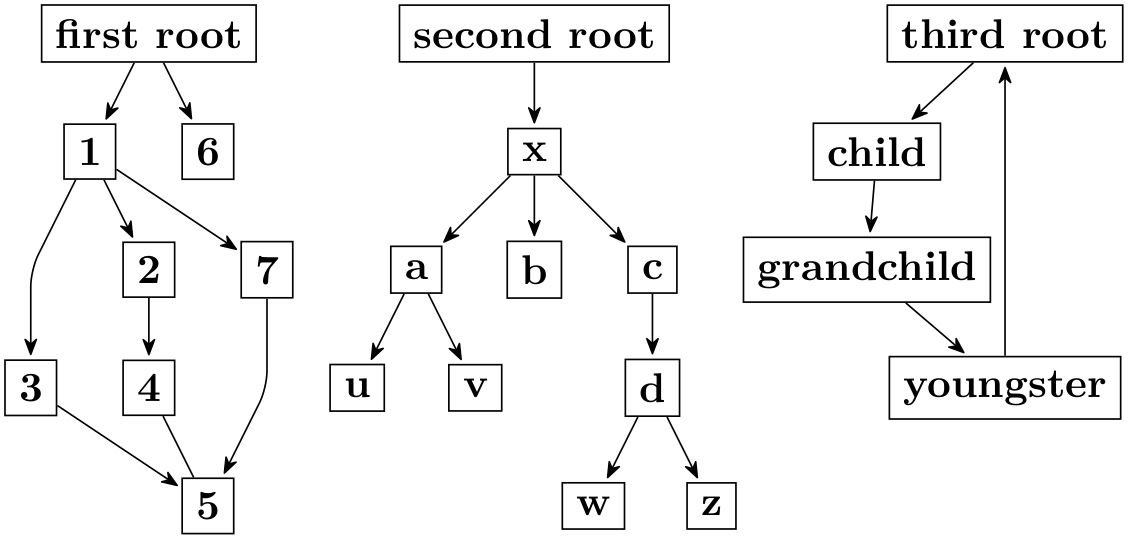 first root
1
6
2
7
3
4
5
second root
x
a
b
c
u
v
d
w
z
third root
child
grandchild
youngster